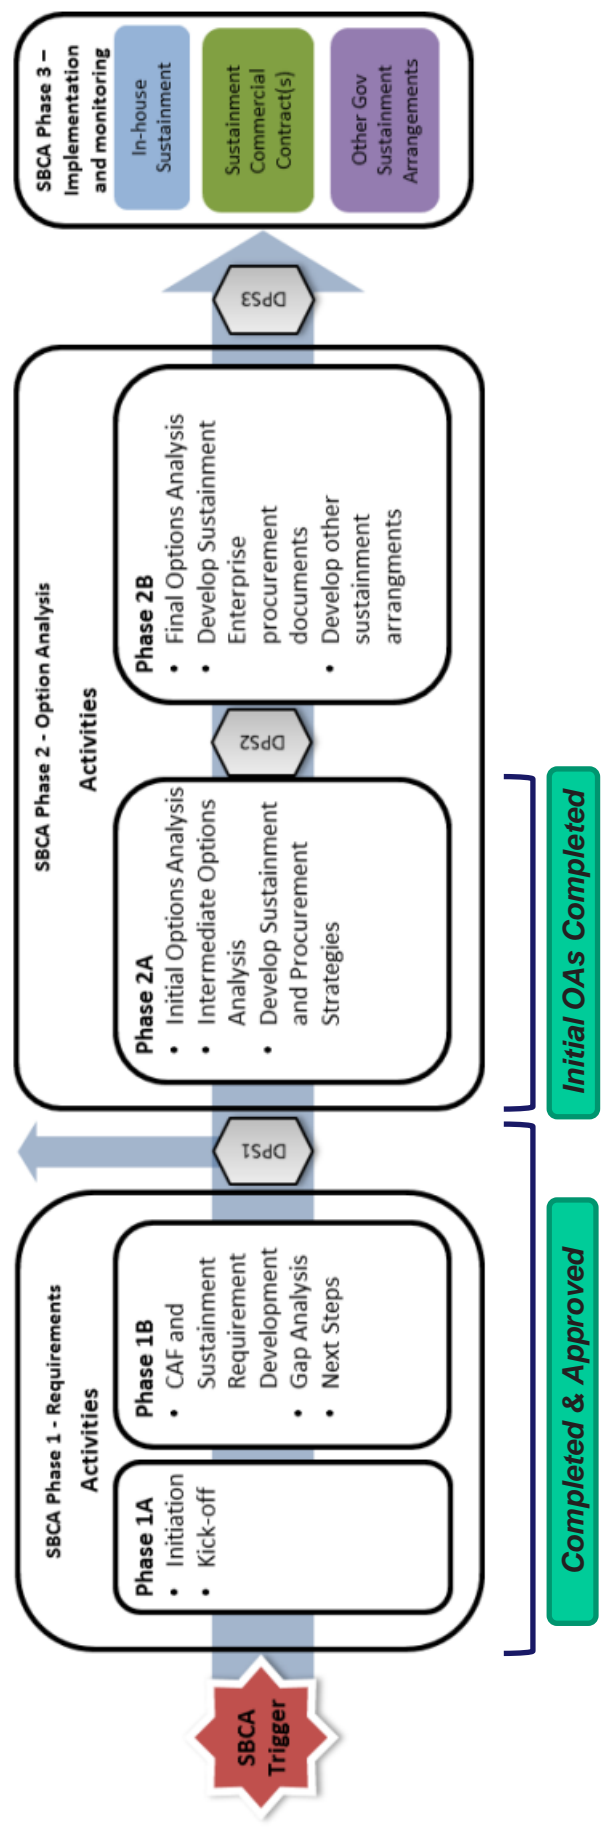 SBCA
Trigger
SBCA Phase 1 - Requirements
Activities
Phase 1A
• Initiation
• Kick-off
Phase 1B
• CAF and
Sustainment
Requirement
Development
• Gap Analysis
• Next Steps
DPS1
SBCA Phase 2 - Option Analysis
Activities
Phase 2A
• Initial Options Analysis
• Intermediate Options
Analysis
• Develop Sustainment
and Procurement
Strategies
DPS2
Phase 2B
• Final Options Analysis
• Develop Sustainment
Enterprise
procurement
documents
• Develop other
sustainment
arrangments
DPS3
SBCA Phase 3 –
Implementation
and monitoring
In-house
Sustainment
Sustainment
Commercial
Contract(s)
Other Gov
Sustainment
Arrangements
Completed & Approved
Initial OAs Completed